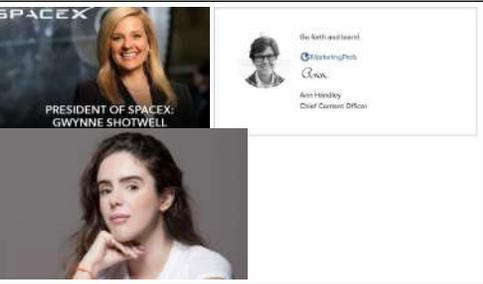 SPACEX
PRESIDENT OF SPACEX:
GWYNNE SHOTWELL
Go forth and learn!
MarketingProfs
Ann
Ann Handley
Chief Content Officer